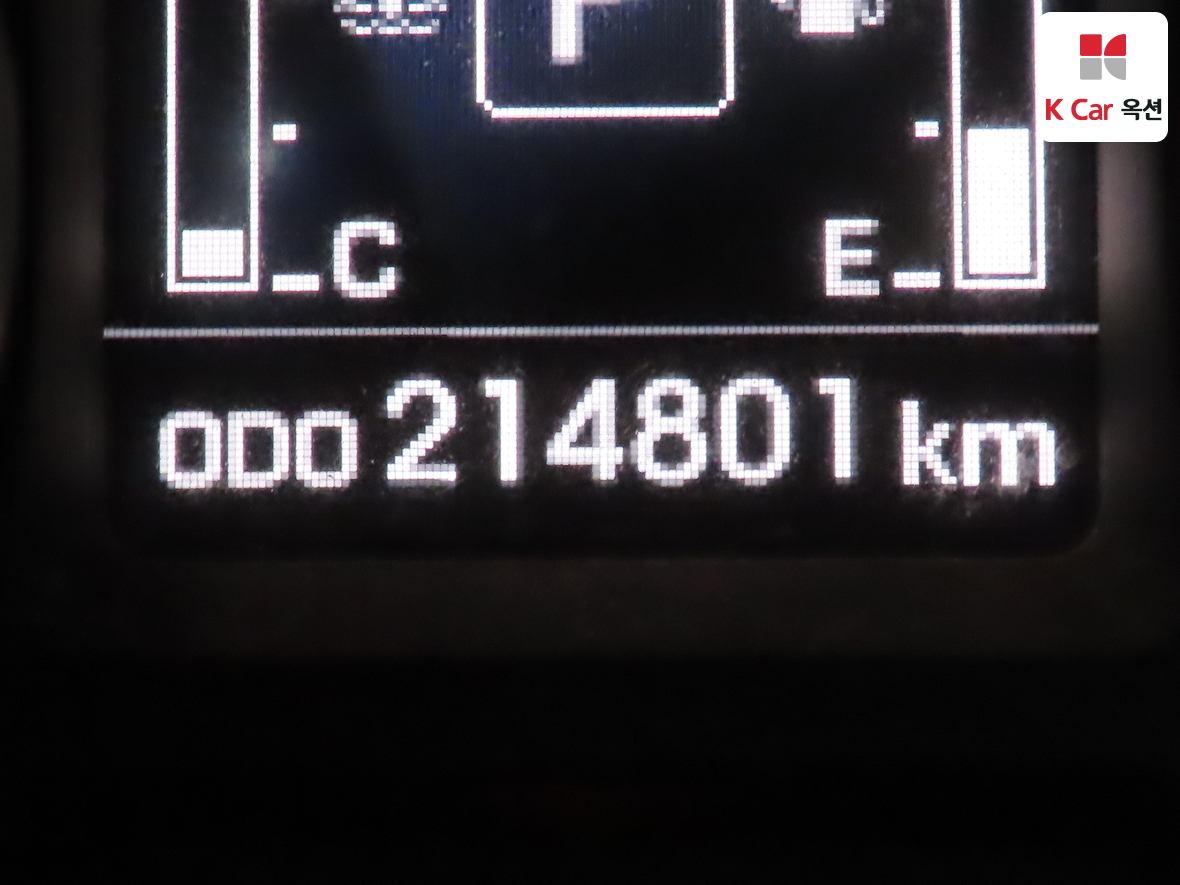 P
K Car 옥션
C E
ODO 214801 km